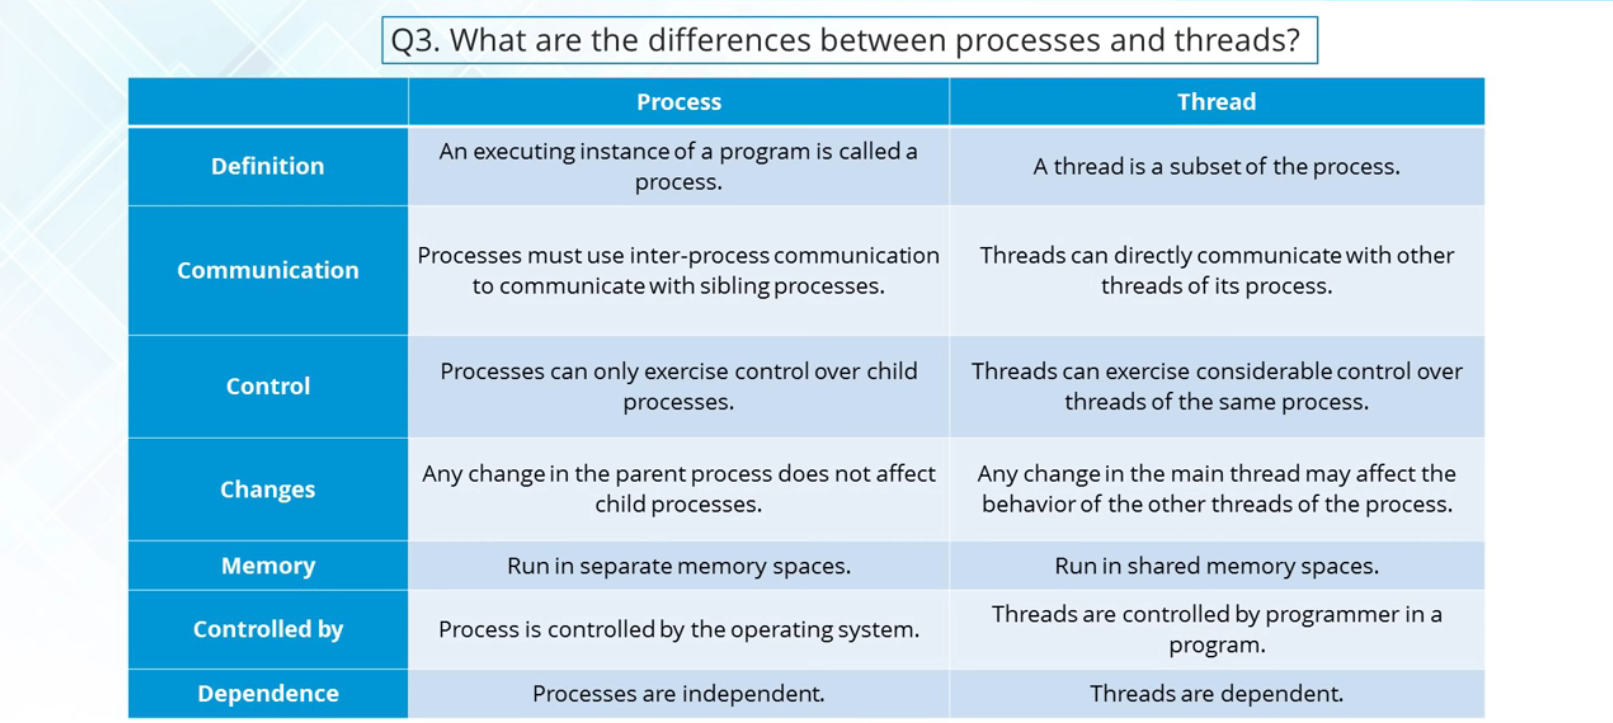 Q3. What are the differences between processes and threads?
Process
Thread
Definition
An executing instance of a program is called a
process.
A thread is a subset of the process.
Communication
Processes must use inter-process communication
to communicate with sibling processes.
Threads can directly communicate with other
threads of its process.
Control
Processes can only exercise control over child
processes.
Threads can exercise considerable control over
threads of the same process.
Changes
Any change in the parent process does not affect
child processes.
Any change in the main thread may affect the
behavior of the other threads of the process.
Memory
Run in separate memory spaces.
Run in shared memory spaces.
Controlled by
Process is controlled by the operating system.
Threads are controlled by programmer in a
program.
Dependence
Processes are independent.
Threads are dependent.